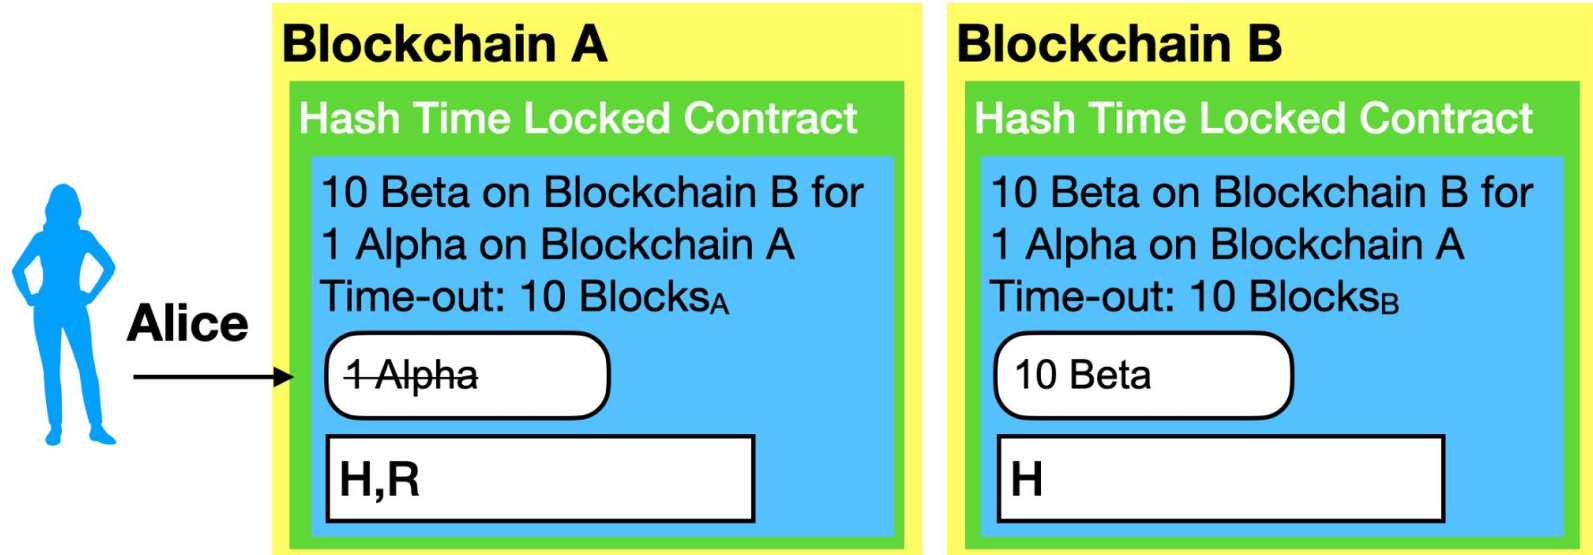 Blockchain A
Hash Time Locked Contract
10 Beta on Blockchain B for
1 Alpha on Blockchain A
Time-out: 10 BlocksA
1 Alpha
H,R
Alice
Blockchain B
Hash Time Locked Contract
10 Beta on Blockchain B for
1 Alpha on Blockchain A
Time-out: 10 BlocksB
10 Beta
H